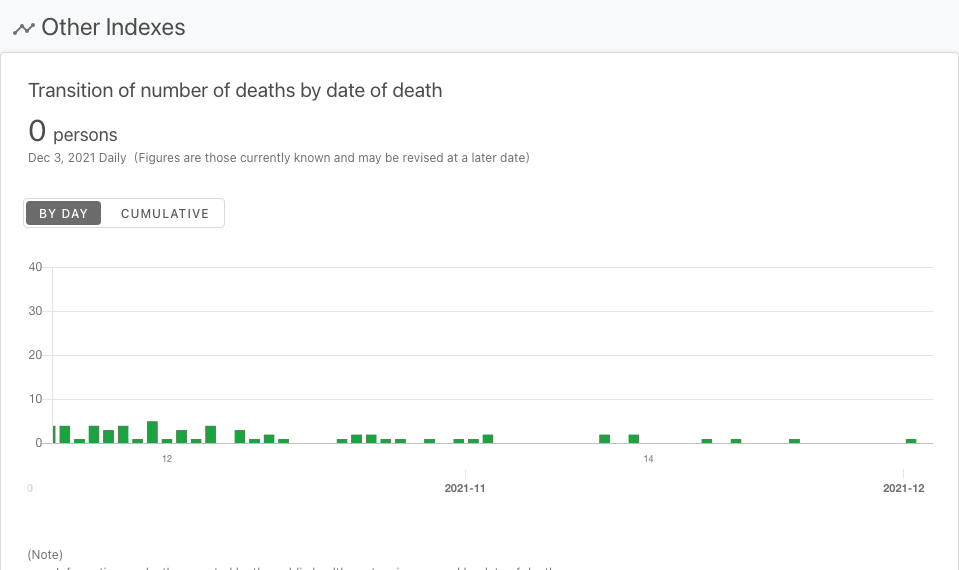 Other Indexes
Transition of number of deaths by date of death
0 persons
Dec 3, 2021 Daily (Figures are those currently known and may be revised at a later date)
BY DAY CUMULATIVE
40
30
20
10
0
12 14
0 2021-11 2021-12
(Note)